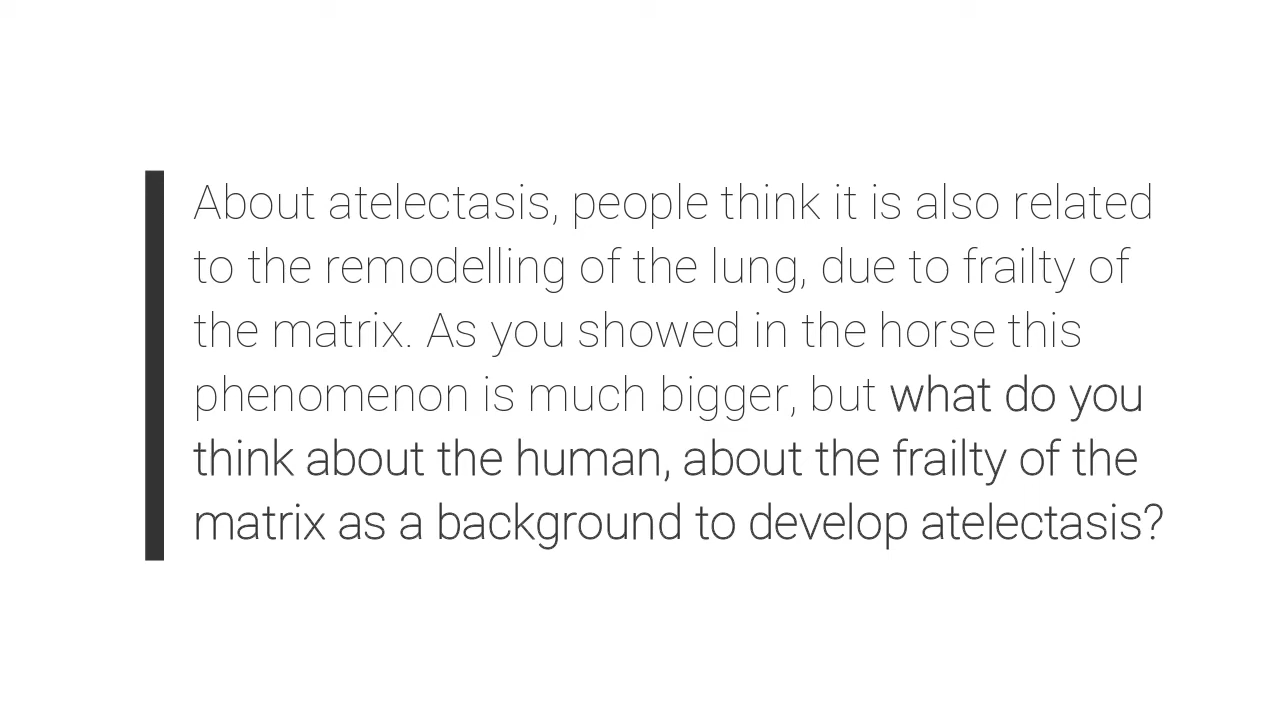 About atelectasis, people think it is also related
to the remodelling of the lung, due to frailty of
the matrix. As you showed in the horse this
phenomenon is much bigger, but what do you
think about the human, about the frailty of the
matrix as a background to develop atelectasis?